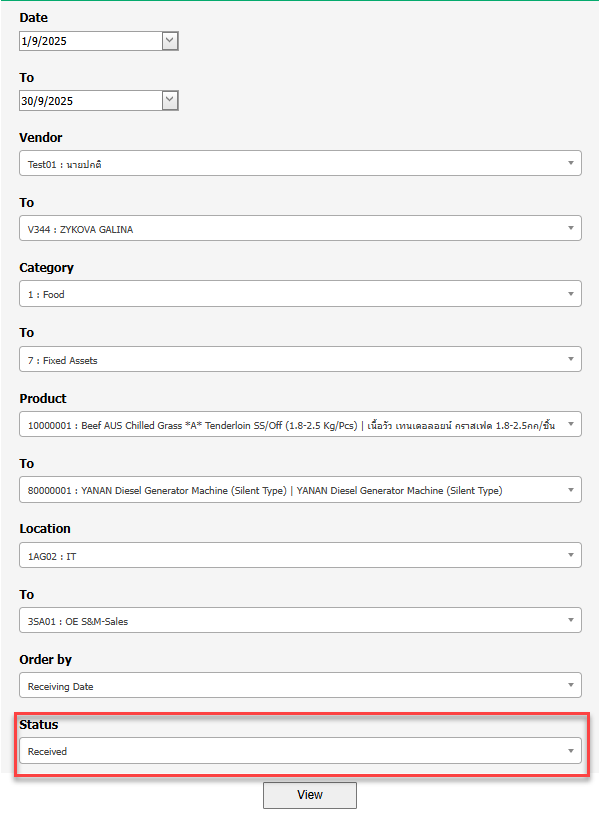 Date
1/9/2025
To
30/9/2025
Vendor
Test01 : นายปกติ
To
V344 : ZYKOVA GALINA
Category
1 : Food
To
7 : Fixed Assets
Product
10000001 : Beef AUS Chilled Grass *A* Tenderloin SS/Off (1.8-2.5 Kg/Pcs) | เนื้อวัว เทนเดอลอยน์ กราสเฟด 1.8-2.5กก/ชิ้น
To
80000001 : YANAN Diesel Generator Machine (Silent Type) | YANAN Diesel Generator Machine (Silent Type)
Location
1AG02 : IT
To
3SA01 : OE S&M-Sales
Order by
Receiving Date
Status
Received
View